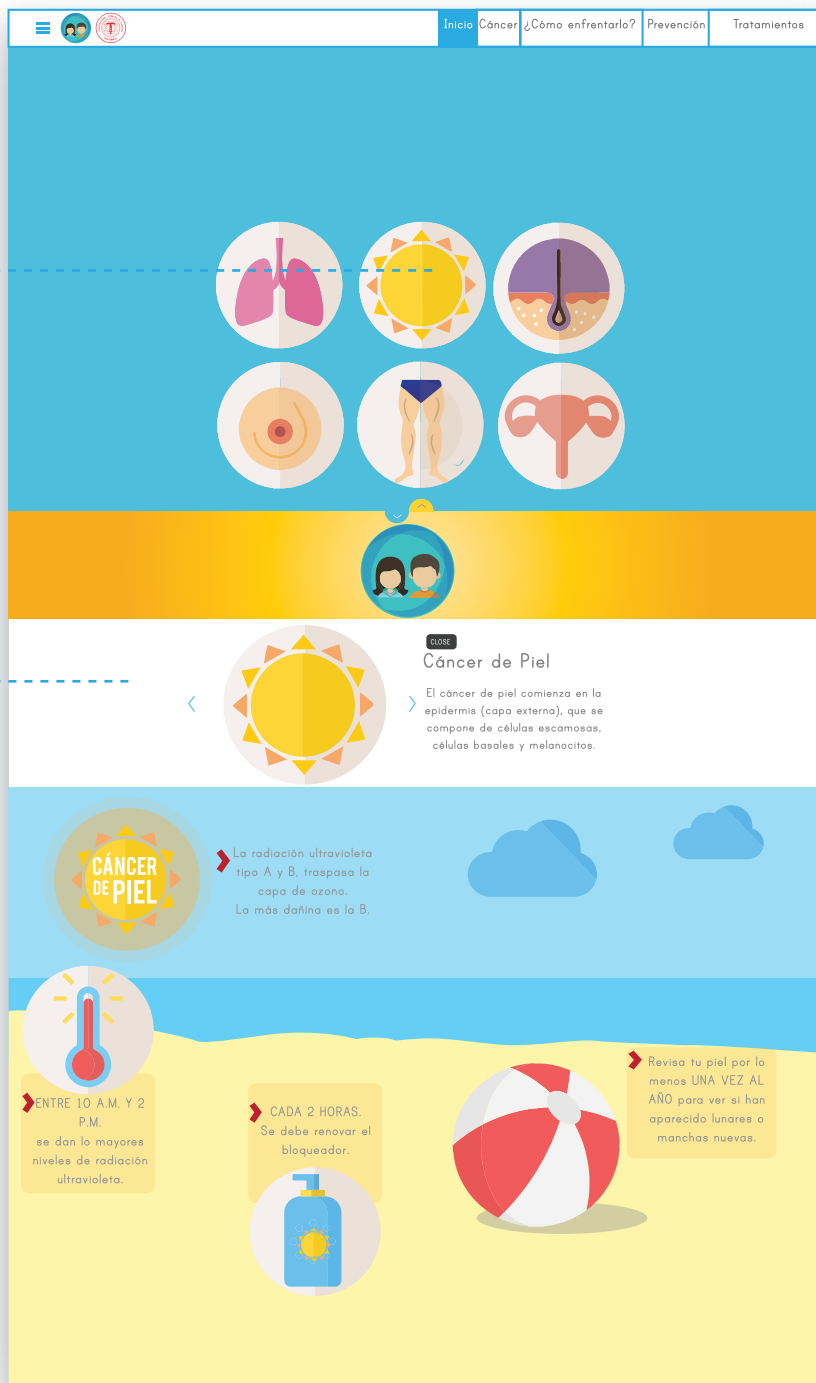 Inicio
Cáncer
¿Cómo enfrentarlo?
Prevención
Tratamientos
CLOSE
Cáncer de Piel
El cáncer de piel comienza en la
epidermis (capa externa), que se
compone de células escamosas,
células basales y melanocitos.
CÁNCER
DE PIEL
La radiación ultravioleta
tipo A y B, traspasa la
capa de ozono.
La más dañina es la B.
ENTRE 10 A.M. Y 2
P.M.
se dan lo mayores
niveles de radiación
ultravioleta.
CADA 2 HORAS.
Se debe renovar el
bloqueador.
Revisa tu piel por lo
menos UNA VEZ AL
AÑO para ver si han
aparecido lunares o
manchas nuevas.